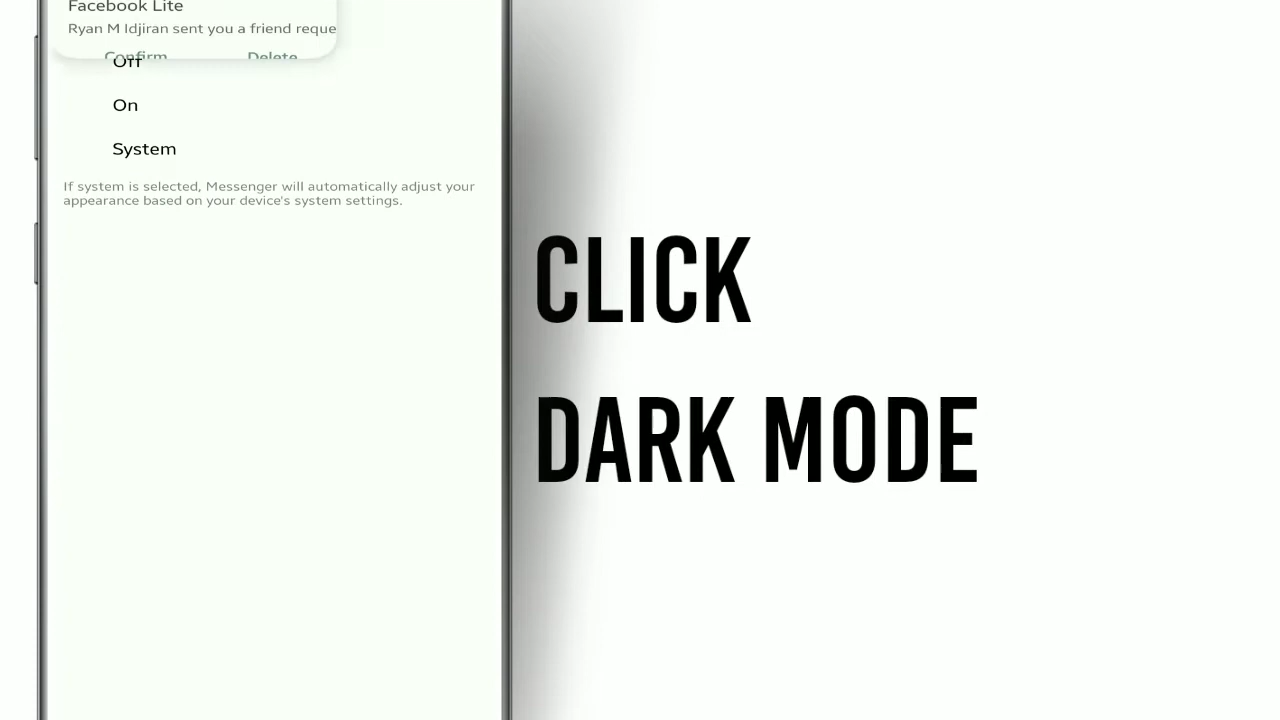 Facebook Lite
Ryan M Idjiran sent you a friend reque
Confirm Delete
Off
On
System
If system is selected, Messenger will automatically adjust your
appearance based on your device's system settings.
CLICK
DARK MODE